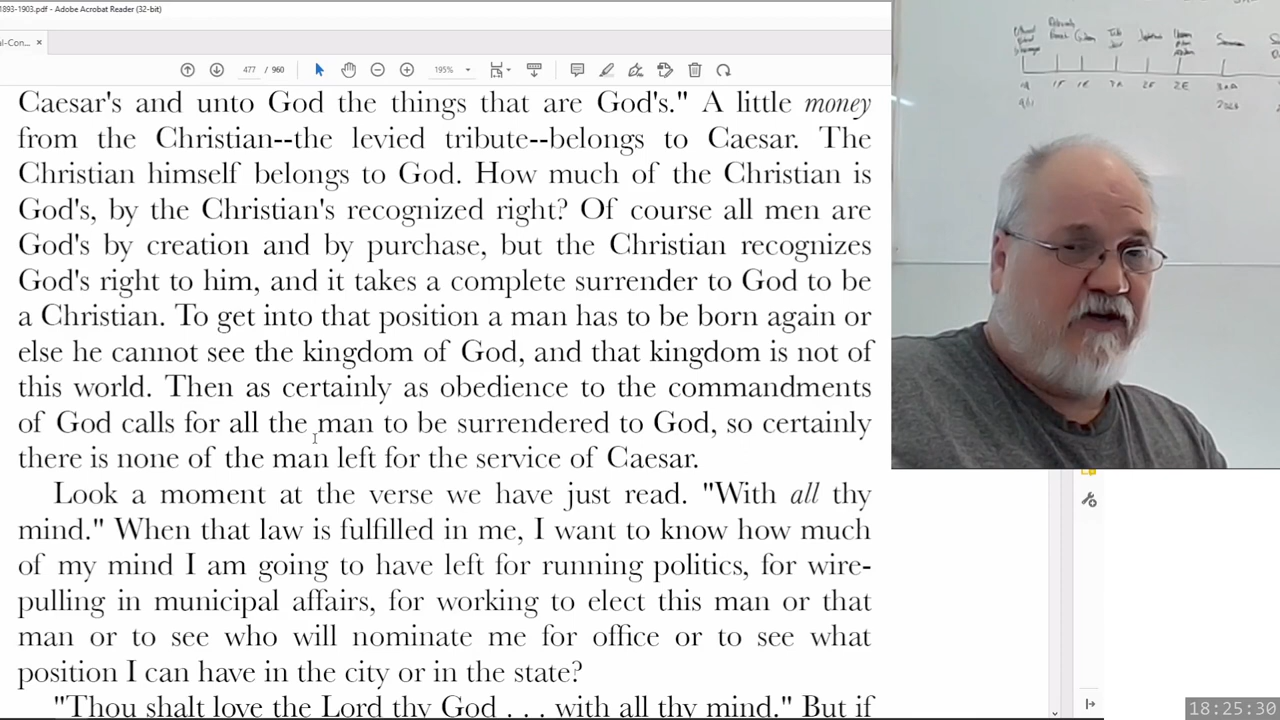 1893-1903.pdf - Adobe Acrobat Reader (32-bit)
al-Con... ×
477 / 960 195%
Caesar's and unto God the things that are God's." A little money
from the Christian--the levied tribute--belongs to Caesar. The
Christian himself belongs to God. How much of the Christian is
God's, by the Christian's recognized right? Of course all men are
God's by creation and by purchase, but the Christian recognizes
God's right to him, and it takes a complete surrender to God to be
a Christian. To get into that position a man has to be born again or
else he cannot see the kingdom of God, and that kingdom is not of
this world. Then as certainly as obedience to the commandments
of God calls for all the man to be surrendered to God, so certainly
there is none of the man left for the service of Caesar.
Look a moment at the verse we have just read. "With all thy
mind." When that law is fulfilled in me, I want to know how much
of my mind I am going to have left for running politics, for wire-
pulling in municipal affairs, for working to elect this man or that
man or to see who will nominate me for office or to see what
position I can have in the city or in the state?
"Thou shalt love the Lord thy God . . . with all thy mind." But if
18:25:30